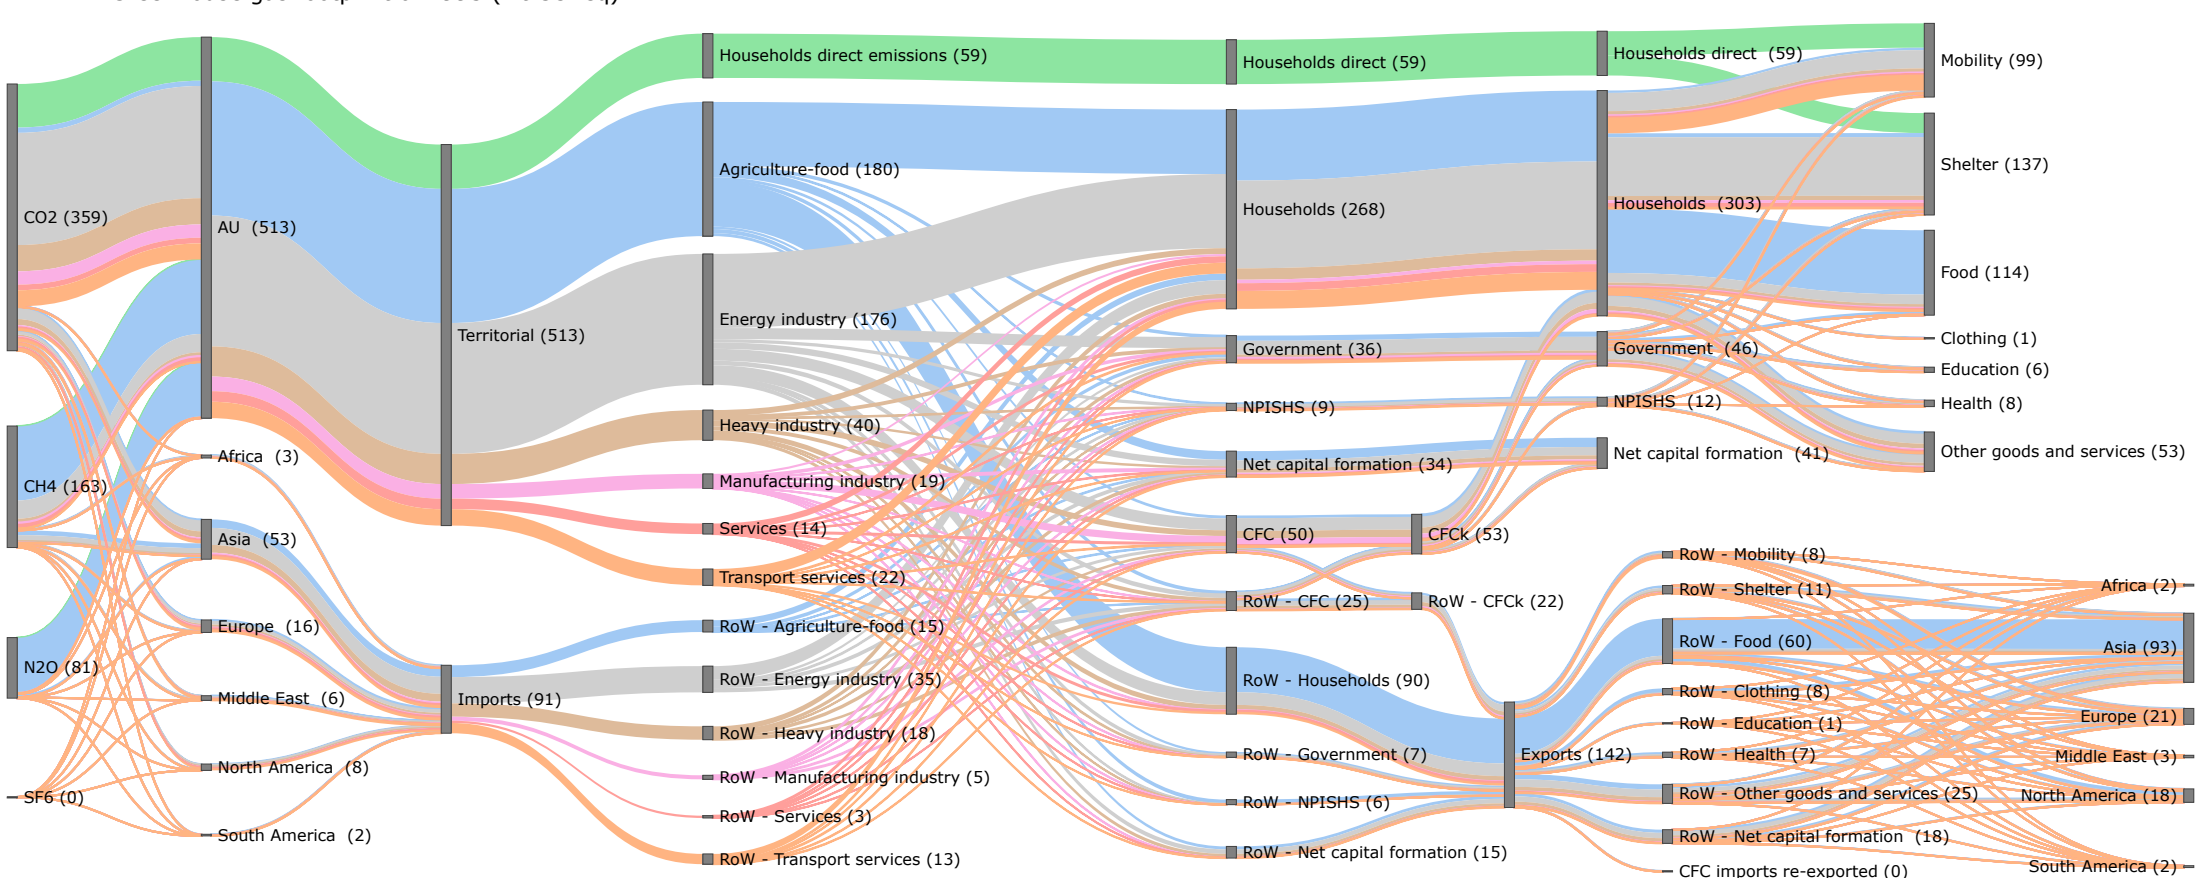 CO2 (359)
CH4 (163)
N2O (81)
SF6 (0)
AU (513)
Africa (3)
Asia (53)
Europe (16)
Middle East (6)
North America (8)
South America (2)
Territorial (513)
Imports (91)
Households direct emissions (59)
Agriculture-food (180)
Energy industry (176)
Heavy industry (40)
Manufacturing industry (19)
Services (14)
Transport services (22)
RoW - Agriculture-food (15)
RoW - Energy industry (35)
RoW - Heavy industry (18)
RoW - Manufacturing industry (5)
RoW - Services (3)
RoW - Transport services (13)
Households direct (59)
Households (268)
Government (36)
NPISHS (9)
Net capital formation (34)
CFC (50)
RoW - CFC (25)
RoW - Households (90)
RoW - Government (7)
RoW - NPISHS (6)
RoW - Net capital formation (15)
CFCk (53)
RoW - CFCk (22)
Exports (142)
Households direct (59)
Households (303)
Government (46)
NPISHS (12)
Net capital formation (41)
RoW - Mobility (8)
RoW - Shelter (11)
RoW - Food (60)
RoW - Clothing (8)
RoW - Education (1)
RoW - Health (7)
RoW - Other goods and services (25)
RoW - Net capital formation (18)
CFC imports re-exported (0)
Mobility (99)
Shelter (137)
Food (114)
Clothing (1)
Education (6)
Health (8)
Other goods and services (53)
Africa (2)
Asia (93)
Europe (21)
Middle East (3)
North America (18)
South America (2)